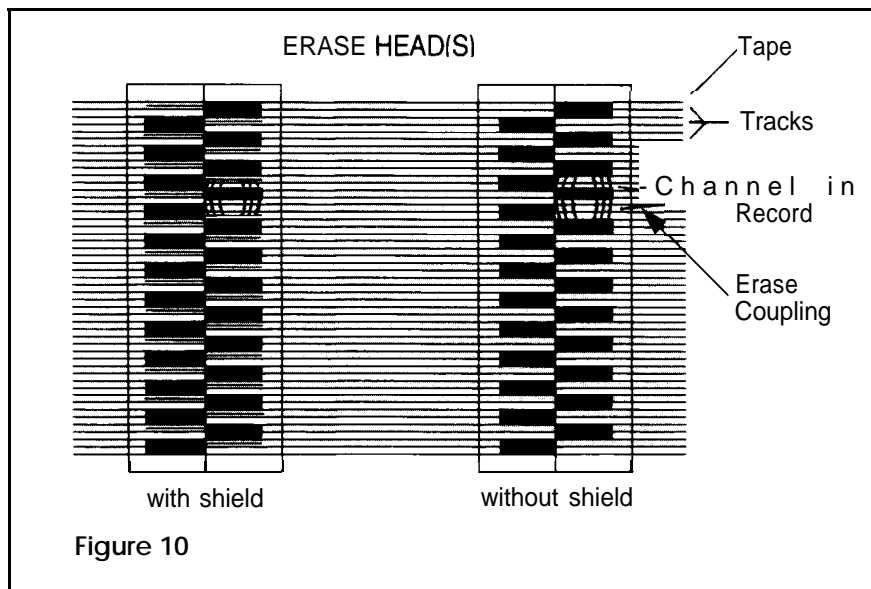 ERASE HEAD(S)
Tape
Tracks
Channel in
Record
Erase
Coupling
with shield
without shield
Figure 10